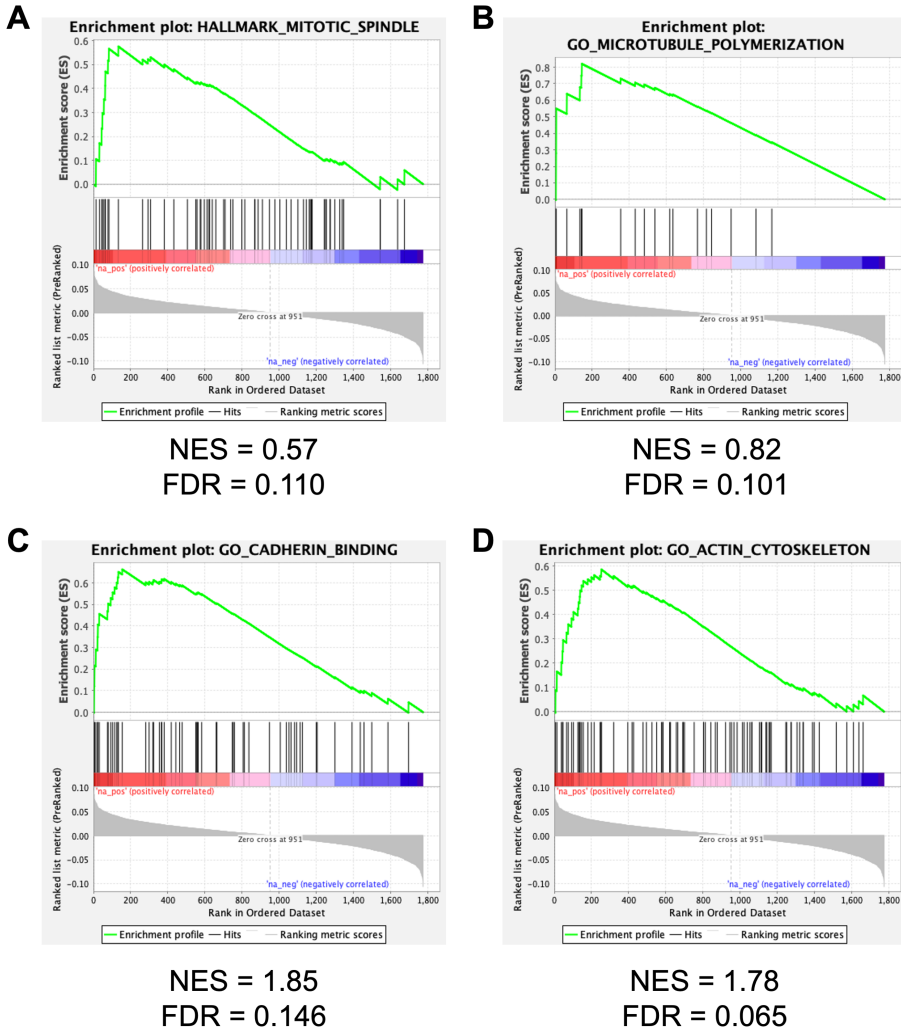 A
Enrichment plot: HALLMARK_MITOTIC_SPINDLE
Enrichment score (ES)
0.6
0.5
0.4
0.3
0.2
0.1
0.0
Ranked list metric (PreRanked)
'na_pos' (positively correlated)
0.10
0.05
0.00
-0.05
-0.10
Zero cross at 951
'na_neg' (negatively correlated)
0 200 400 600 800 1,000 1,200 1,400 1,600 1,800
Rank in Ordered Dataset
Enrichment profile Hits Ranking metric scores
NES = 0.57
FDR = 0.110
B
Enrichment plot:
GO_MICROTUBULE_POLYMERIZATION
Enrichment score (ES)
0.8
0.7
0.6
0.5
0.4
0.3
0.2
0.1
0.0
Ranked list metric (PreRanked)
'na_pos' (positively correlated)
0.10
0.05
0.00
-0.05
-0.10
Zero cross at 951
'na_neg' (negatively correlated)
0 200 400 600 800 1,000 1,200 1,400 1,600 1,800
Rank in Ordered Dataset
Enrichment profile Hits Ranking metric scores
NES = 0.82
FDR = 0.101
C
Enrichment plot: GO_CADHERIN_BINDING
Enrichment score (ES)
0.6
0.5
0.4
0.3
0.2
0.1
0.0
Ranked list metric (PreRanked)
'na_pos' (positively correlated)
0.10
0.05
0.00
-0.05
-0.10
Zero cross at 951
'na_neg' (negatively correlated)
0 200 400 600 800 1,000 1,200 1,400 1,600 1,800
Rank in Ordered Dataset
Enrichment profile Hits Ranking metric scores
NES = 1.85
FDR = 0.146
D
Enrichment plot: GO_ACTIN_CYTOSKELETON
Enrichment score (ES)
0.6
0.5
0.4
0.3
0.2
0.1
0.0
Ranked list metric (PreRanked)
'na_pos' (positively correlated)
0.10
0.05
0.00
-0.05
-0.10
Zero cross at 951
'na_neg' (negatively correlated)
0 200 400 600 800 1,000 1,200 1,400 1,600 1,800
Rank in Ordered Dataset
Enrichment profile Hits Ranking metric scores
NES = 1.78
FDR = 0.065